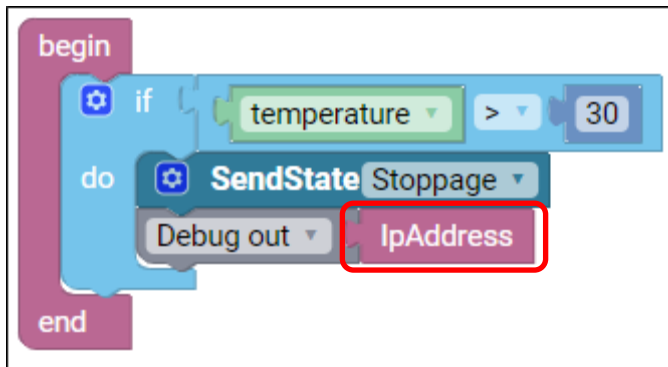 begin
if temperature > 30
do SendState Stoppage
Debug out IpAddress
end